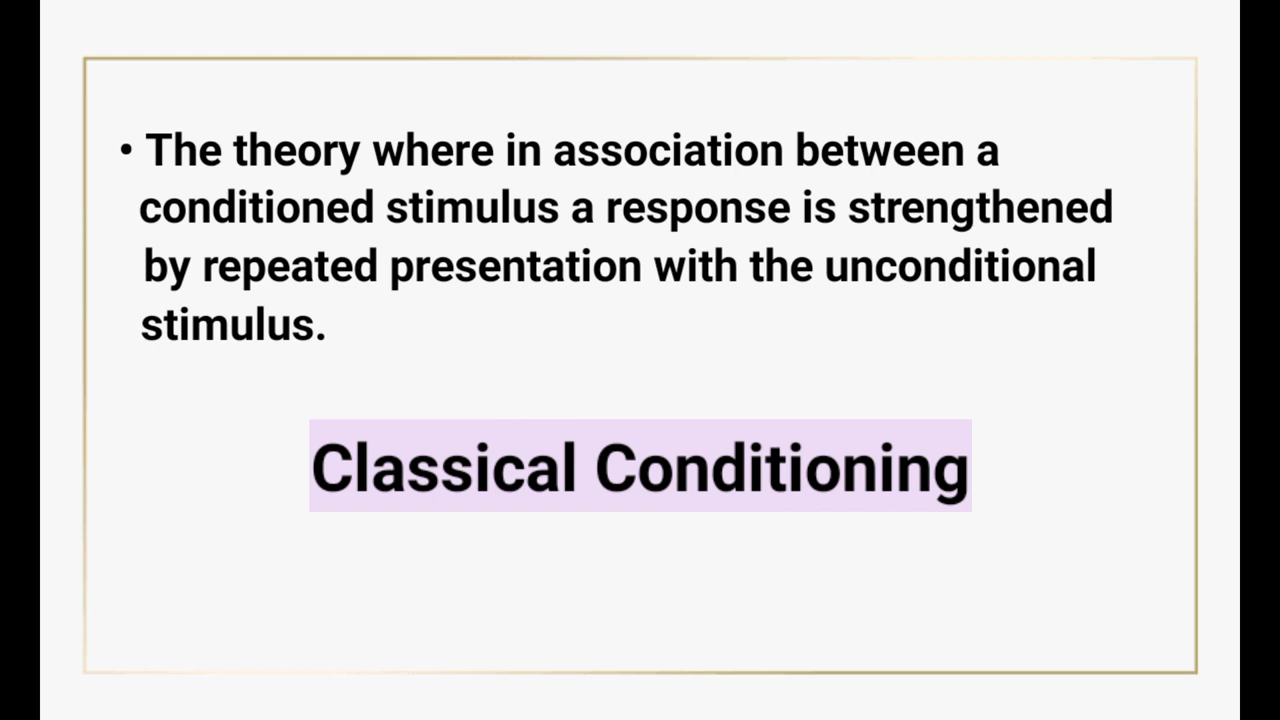 • The theory where in association between a
conditioned stimulus a response is strengthened
by repeated presentation with the unconditional
stimulus.
Classical Conditioning